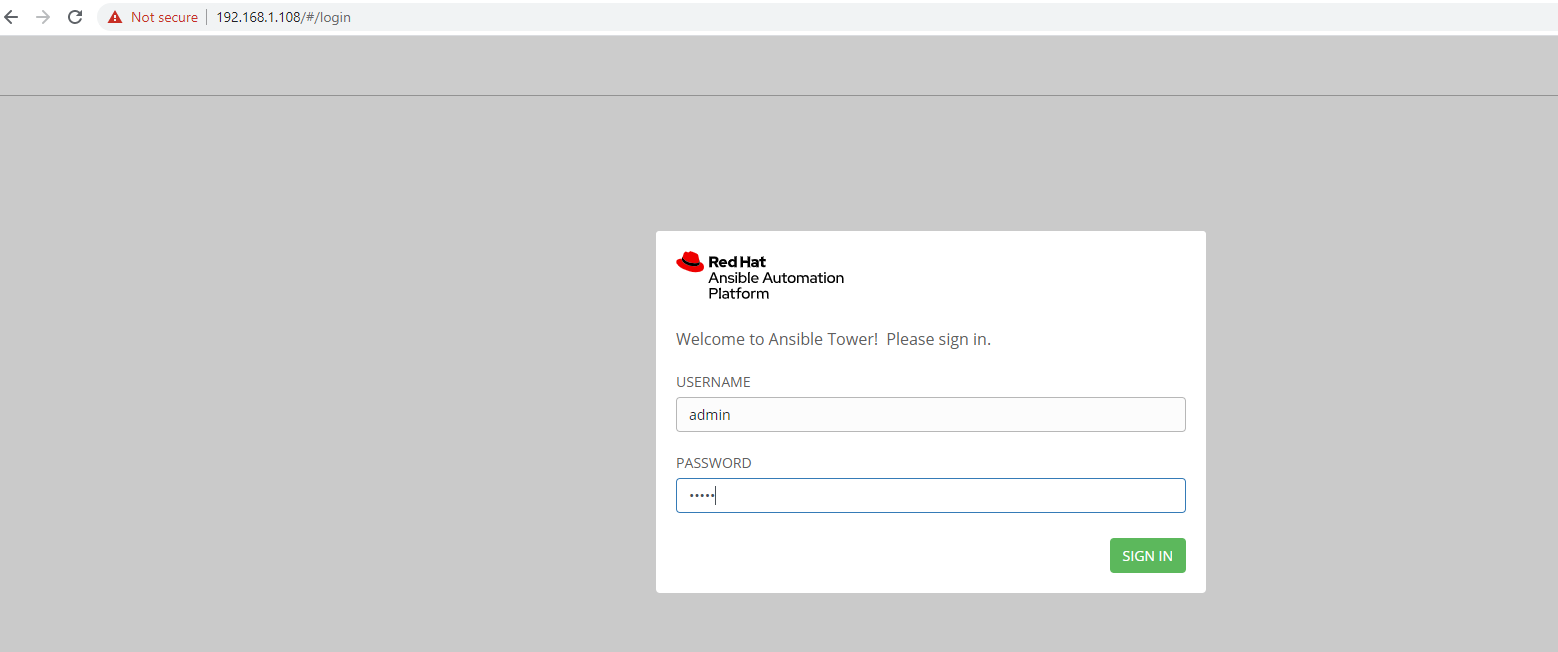 Not secure | 192.168.1.108/#/login
Red Hat
Ansible Automation
Platform
Welcome to Ansible Tower!  Please sign in.
USERNAME
admin
PASSWORD
•••••
SIGN IN